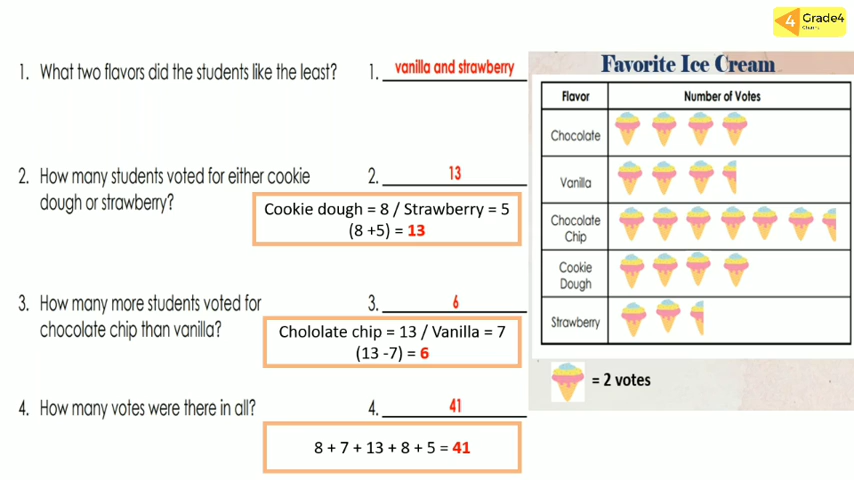 4 Grade4
1. What two flavors did the students like the least?
1. vanilla and strawberry
2. How many students voted for either cookie
dough or strawberry?
2. 13
Cookie dough = 8 / Strawberry = 5
(8 +5) = 13
3. How many more students voted for
chocolate chip than vanilla?
3. 6
Chololate chip = 13 / Vanilla = 7
(13 -7) = 6
4. How many votes were there in all?
4. 41
8 + 7 + 13 + 8 + 5 = 41
Favorite Ice Cream
Flavor Number of Votes
Chocolate
Vanilla
Chocolate
Chip
Cookie
Dough
Strawberry
= 2 votes